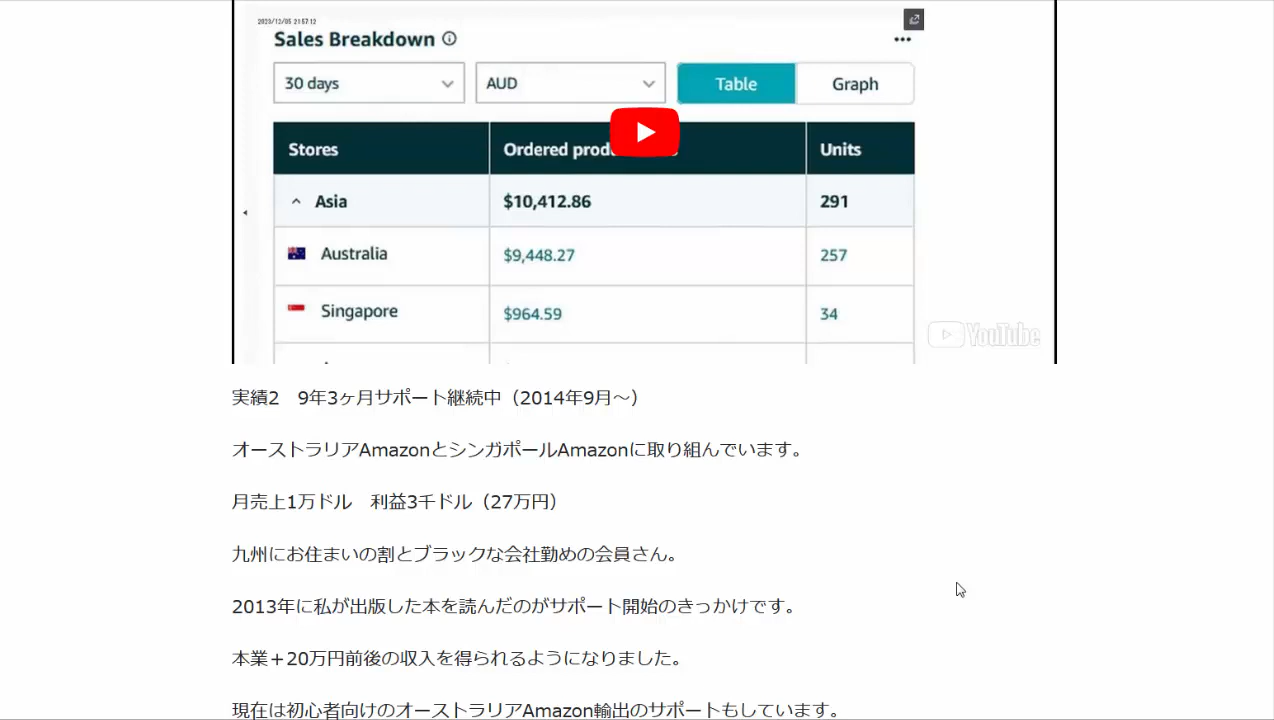 2023/12/05 21:57:12
Sales Breakdown
30 days
AUD
Table
Graph
Stores
Ordered
Units
Asia
$10,412.86
291
Australia
$9,448.27
257
Singapore
$964.59
34
YouTube
実績2　9年3ヶ月サポート継続中（2014年9月～）
オーストラリアAmazonとシンガポールAmazonに取り組んでいます。
月売上1万ドル　利益3千ドル（27万円）
九州にお住まいの割とブラックな会社勤めの会員さん。
2013年に私が出版した本を読んだのがサポート開始のきっかけです。
本業＋20万円前後の収入を得られるようになりました。
現在は初心者向けのオーストラリアAmazon輸出のサポートもしています。